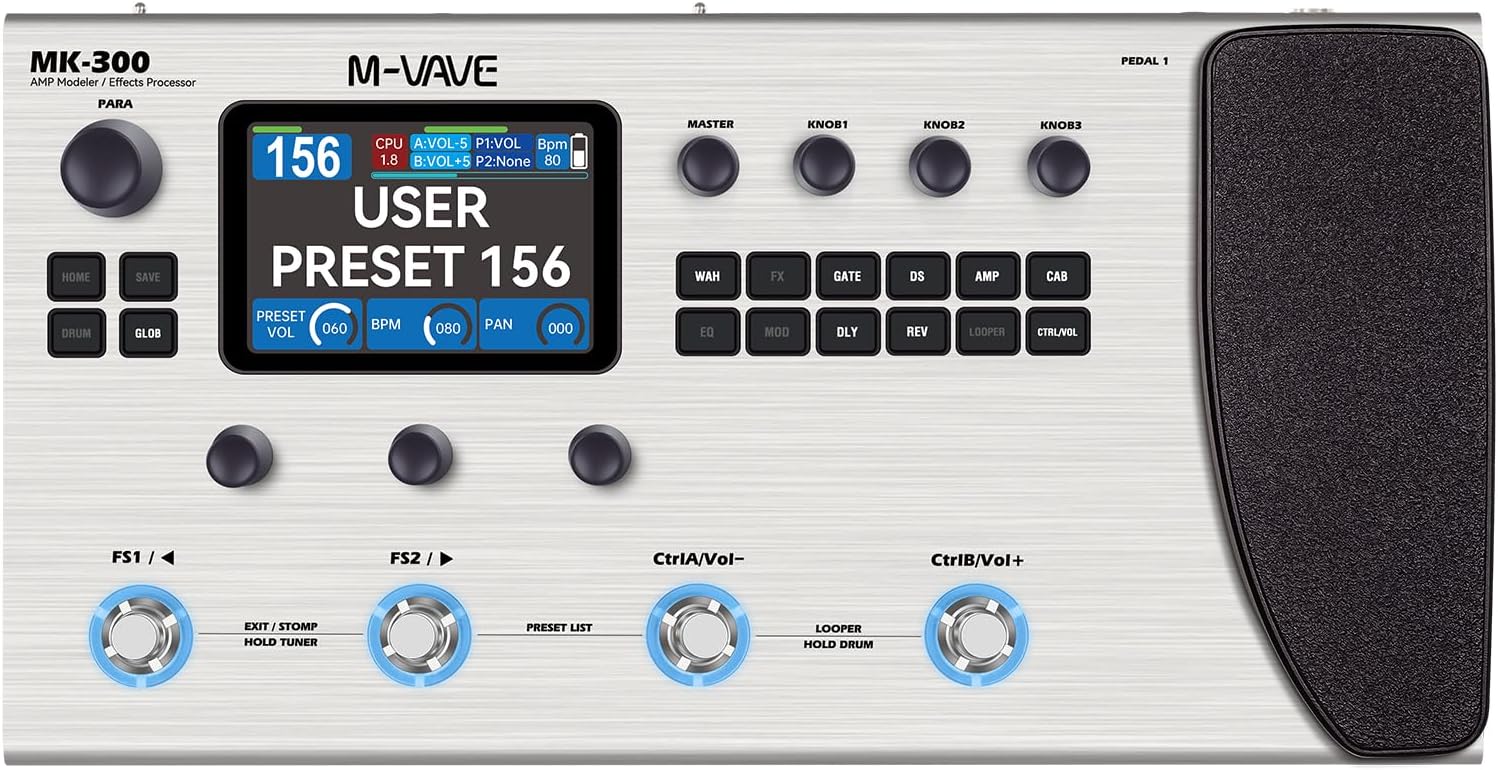 MK-300
AMP Modeler / Effects Processor
M-VAVE
PEDAL 1
PARA
MASTER KNOB1 KNOB2 KNOB3
156
CPU
1.8
A:VOL-5 P1:VOL
B:VOL+5 P2:None
Bpm
80
USER
PRESET 156
PRESET
VOL
060
BPM
080
PAN
000
HOME SAVE
DRUM GLOB
WAH FX GATE DS AMP CAB
EQ MOD DLY REV LOOPER CTRL/VOL
FS1 / ◀
FS2 / ▶
CtrlA/Vol-
CtrlB/Vol+
EXIT / STOMP
HOLD TUNER
PRESET LIST
LOOPER
HOLD DRUM